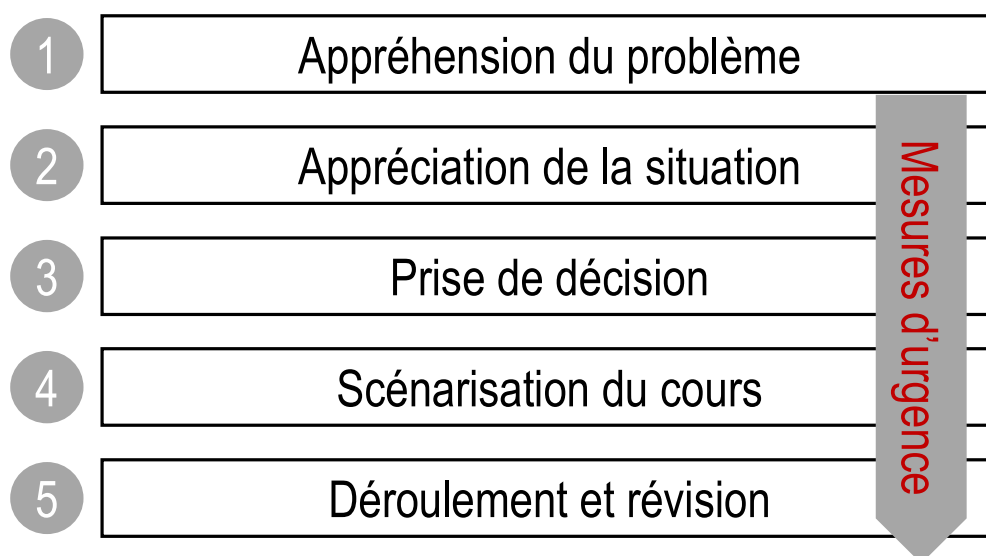 1 Appréhension du problème
2 Appréciation de la situation
3 Prise de décision
4 Scénarisation du cours
5 Déroulement et révision
Mesures d’urgence